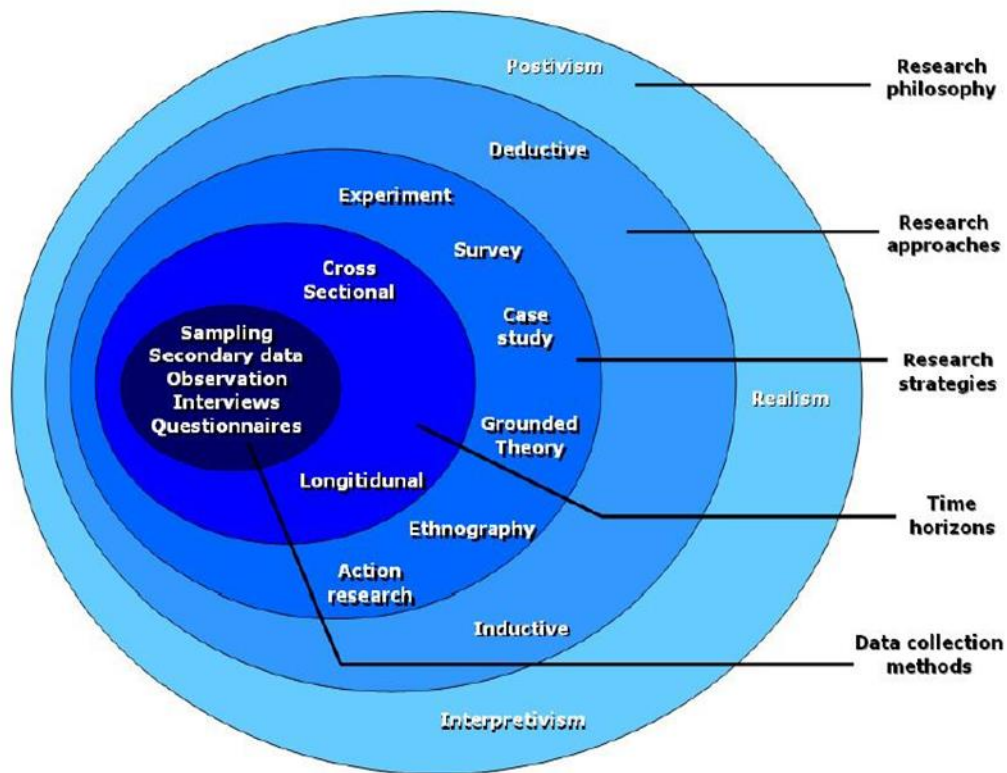 Postivism
Research
philosophy
Deductive
Experiment
Research
approaches
Survey
Cross
Sectional
Case
study
Sampling
Secondary data
Observation
Interviews
Questionnaires
Research
strategies
Realism
Grounded
Theory
Longitidunal
Time
horizons
Ethnography
Action
research
Inductive
Data collection
methods
Interpretivism